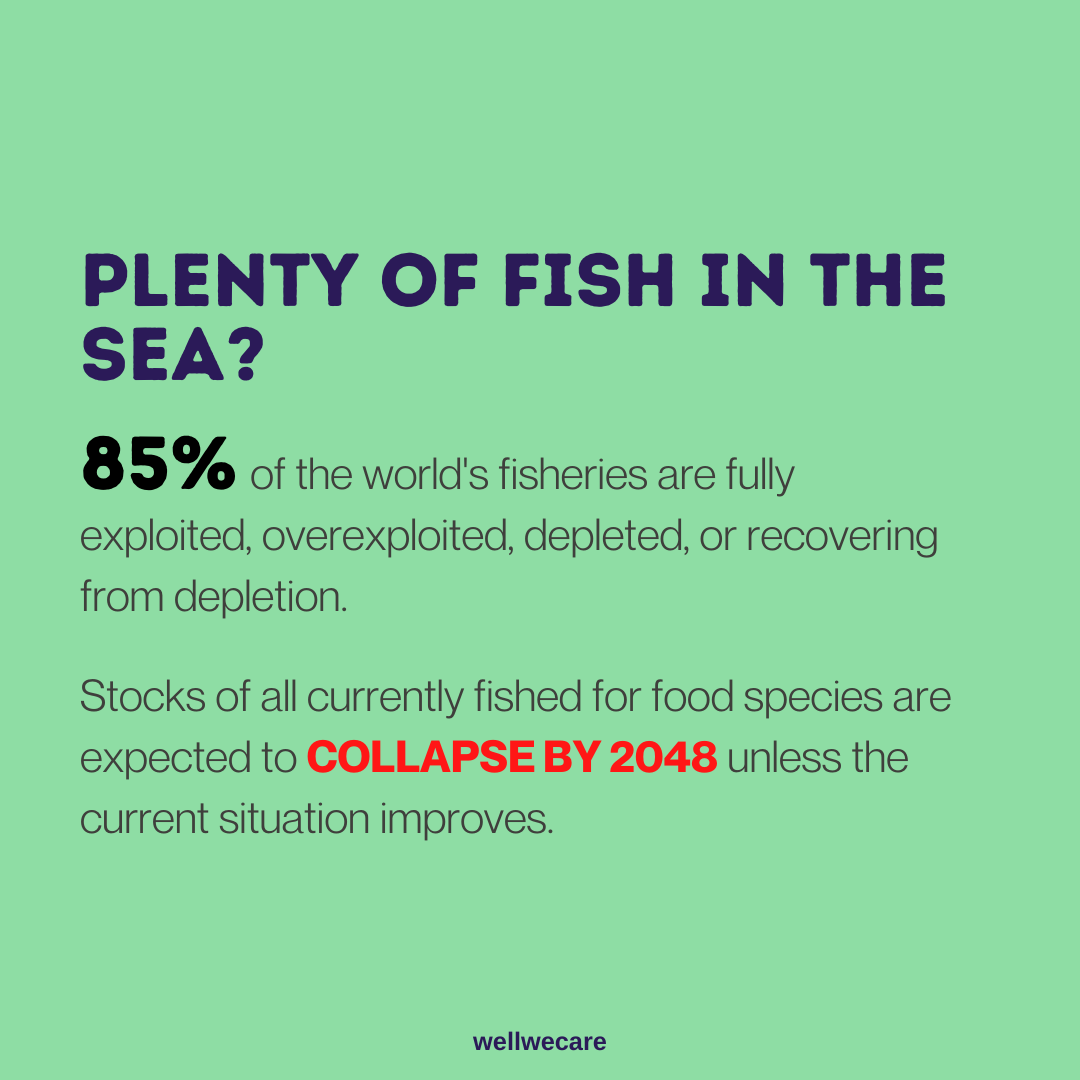 PLENTY OF FISH IN THE
SEA?
85% of the world's fisheries are fully
exploited, overexploited, depleted, or recovering
from depletion.
Stocks of all currently fished for food species are
expected to COLLAPSE BY 2048 unless the
current situation improves.
wellwecare